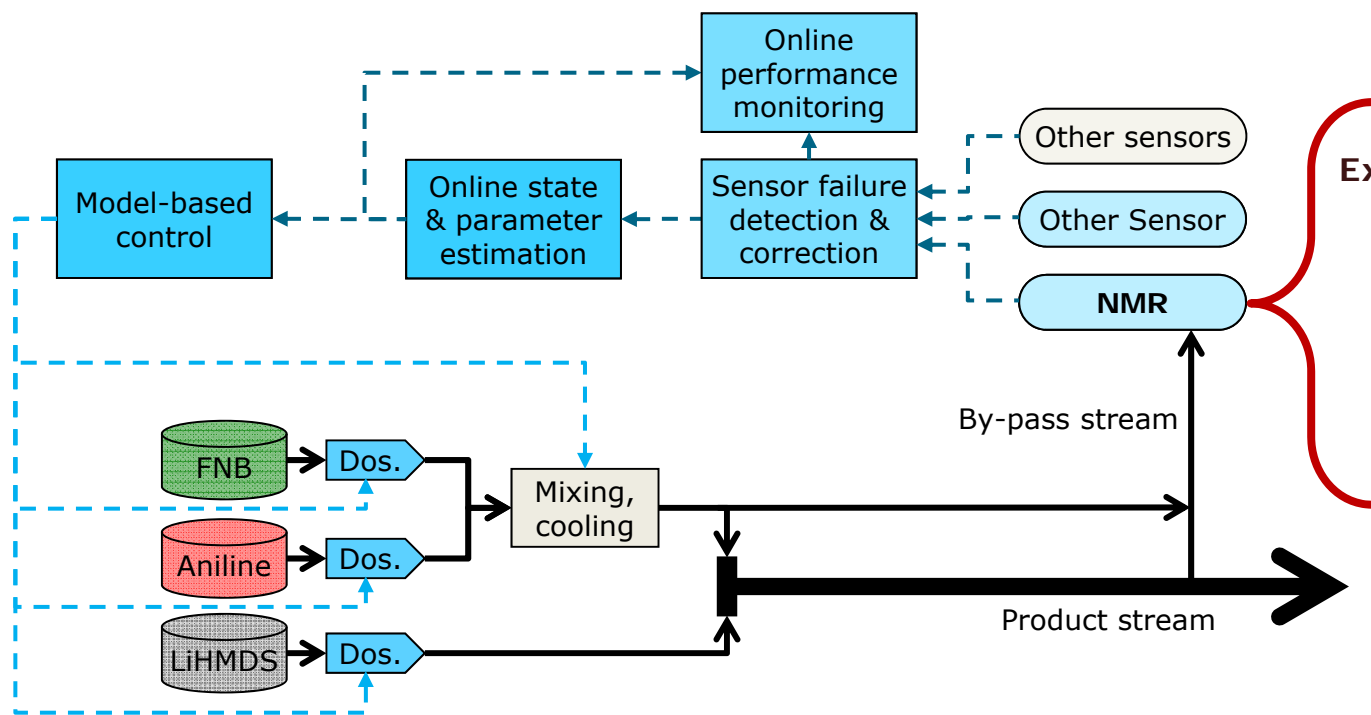 Online
performance
monitoring
Other sensors
Ex
Model-based
control
Online state
& parameter
estimation
Sensor failure
detection &
correction
Other Sensor
NMR
By-pass stream
FNB
Dos.
Mixing,
cooling
Aniline
Dos.
Product stream
LiHMDS
Dos.